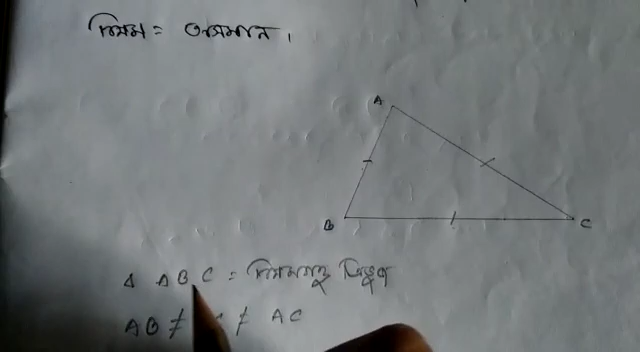 বিষম = অসমান ।
A
B
C
Δ ABC = বিষমবাহু ত্রিভুজ
AB ≠ C ≠ AC